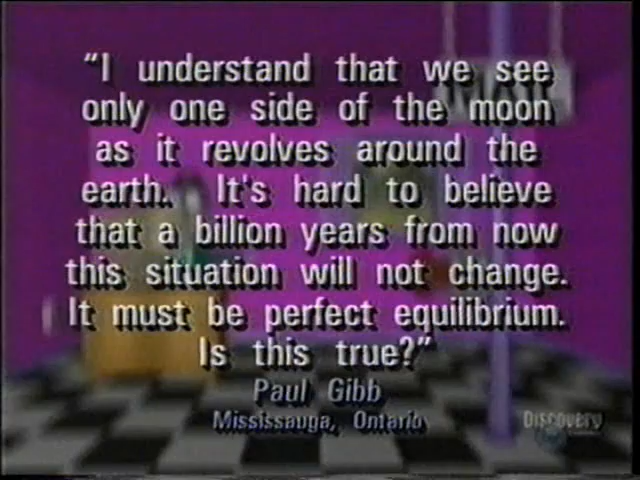 “I understand that we see
only one side of the moon
as it revolves around the
earth. It's hard to believe
that a billion years from now
this situation will not change.
It must be perfect equilibrium.
Is this true?”
Paul Gibb
Mississauga, Ontario
Discovery